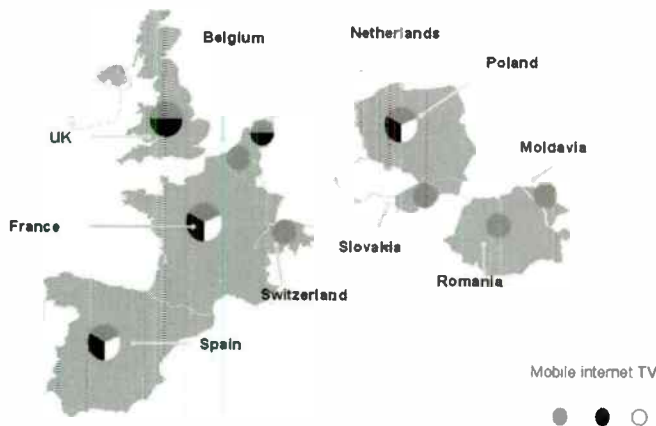 Belgium
Netherlands
Poland
UK
Moldavia
France
Slovakia
Switzerland
Romania
Spain
Mobile internet TV